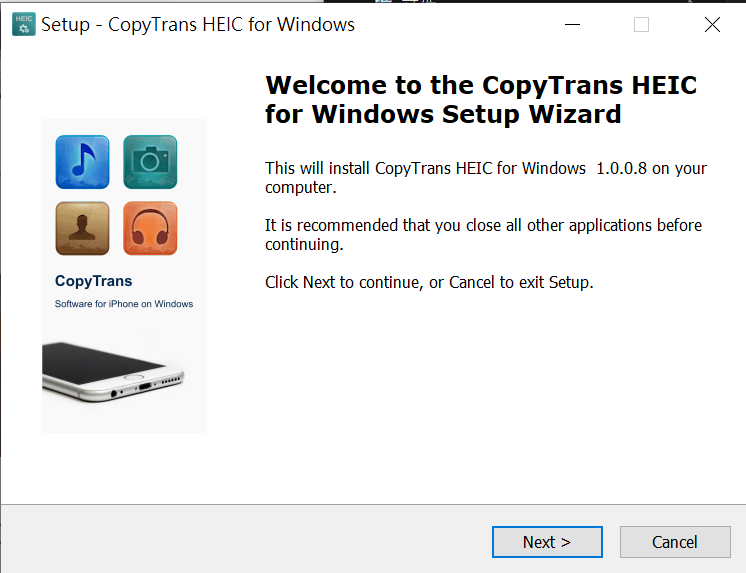 HEIC
Setup - CopyTrans HEIC for Windows
Welcome to the CopyTrans HEIC
for Windows Setup Wizard
This will install CopyTrans HEIC for Windows  1.0.0.8 on your
computer.
It is recommended that you close all other applications before
continuing.
Click Next to continue, or Cancel to exit Setup.
CopyTrans
Software for iPhone on Windows
Next >
Cancel